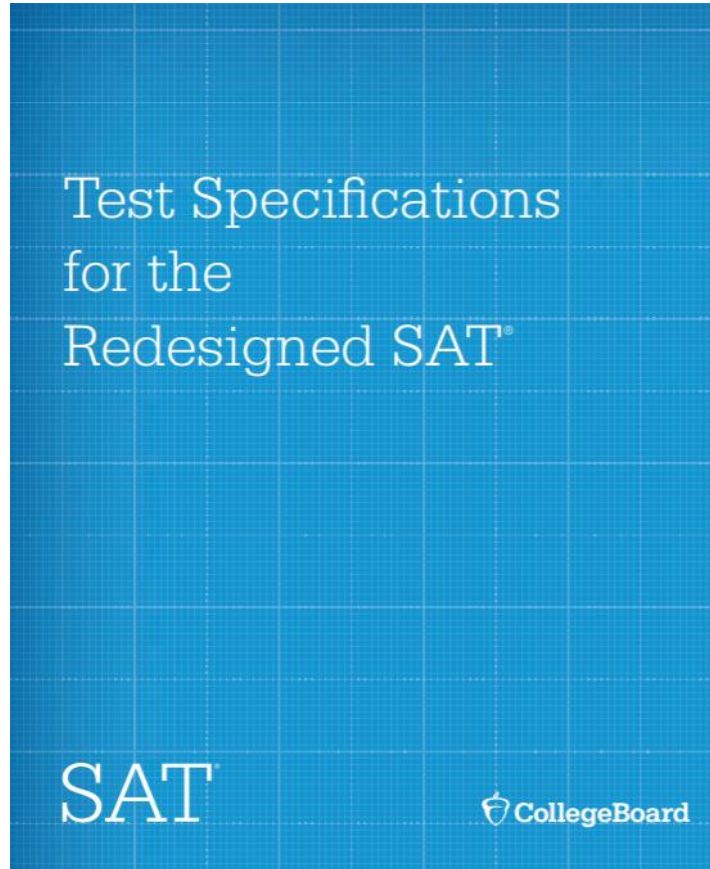 Test Specifications
for the
Redesigned SAT®
SAT®
CollegeBoard